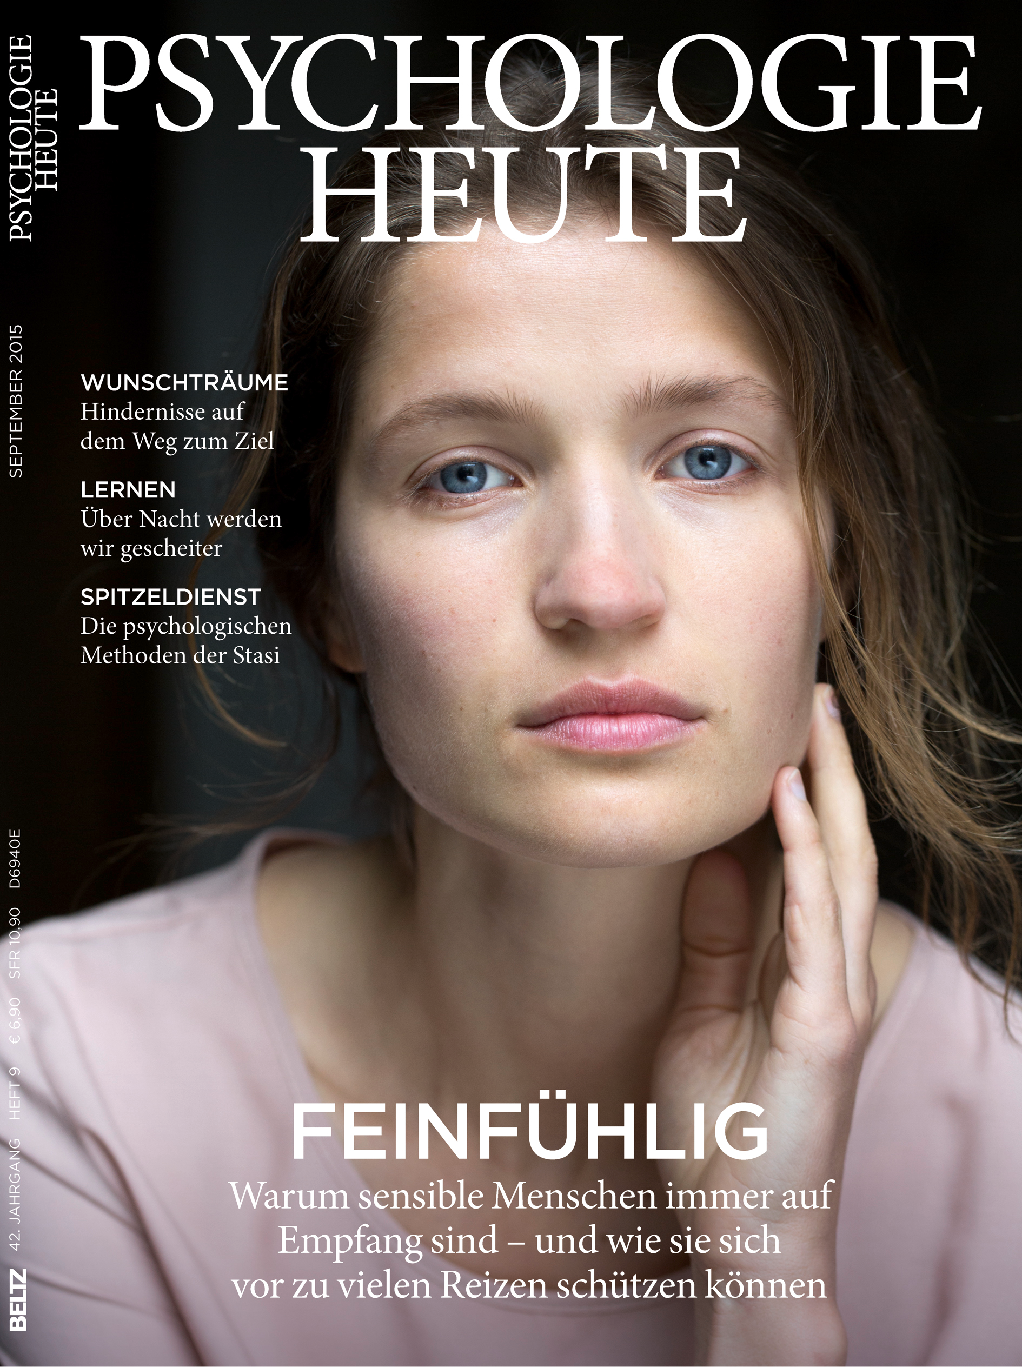 PSYCHOLOGIE
HEUTE
PSYCHOLOGIE
HEUTE
SEPTEMBER 2015
WUNSCHTRÄUME
Hindernisse auf
dem Weg zum Ziel
LERNEN
Über Nacht werden
wir gescheiter
SPITZELDIENST
Die psychologischen
Methoden der Stasi
FEINFÜHLIG
Warum sensible Menschen immer auf
Empfang sind – und wie sie sich
vor zu vielen Reizen schützen können
BELTZ 42. JAHRGANG HEFT 9 € 6,90 SFR 10,90 D6940E